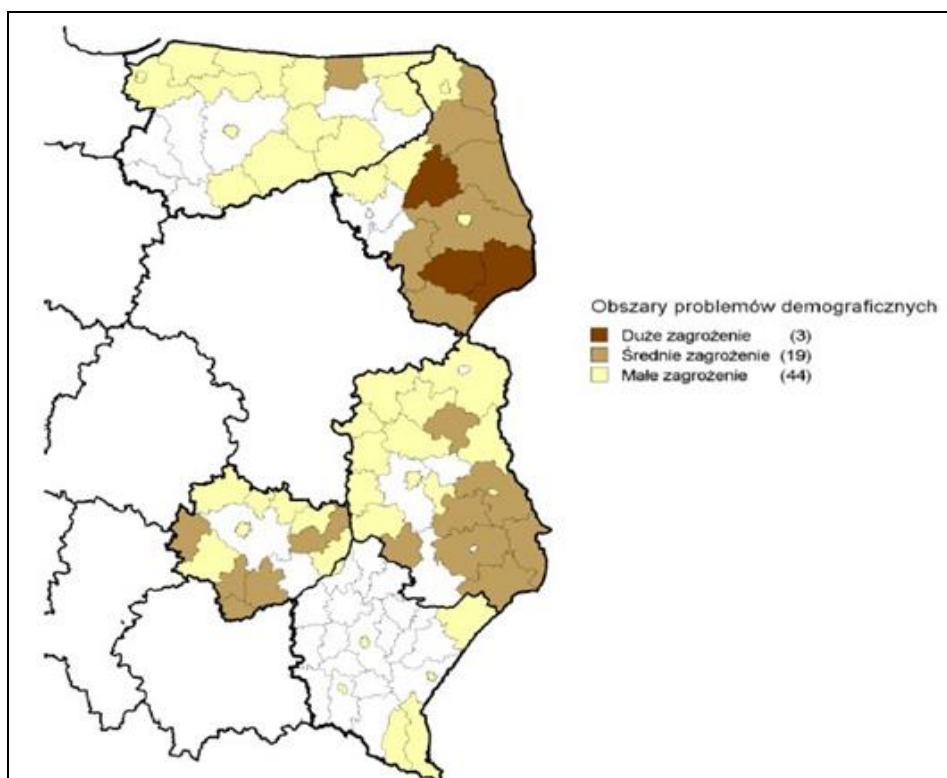 Obszary problemów demograficznych
Duże zagrożenie (3)
Średnie zagrożenie (19)
Małe zagrożenie (44)